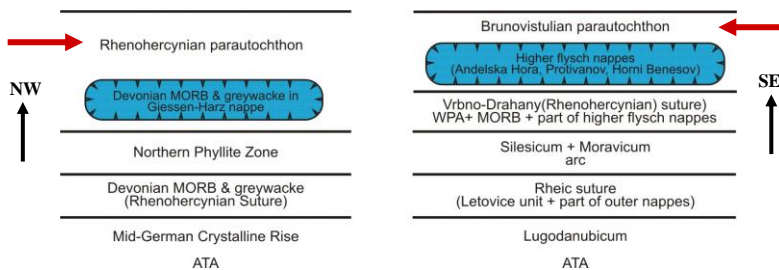 Rhenohercynian parautochthon
NW
Devonian MORB & greywacke in
Giessen-Harz nappe
Northern Phyllite Zone
Devonian MORB & greywacke
(Rhenohercynian Suture)
Mid-German Crystalline Rise
ATA
Brunovistulian parautochthon
Higher flysch nappes
(Andelska Hora, Protivanov, Horni Benesov)
SE
Vrbno-Drahany(Rhenohercynian) suture)
WPA+ MORB + part of higher flysch nappes
Silesicum + Moravicum
arc
Rheic suture
(Letovice unit + part of outer nappes)
Lugodanubicum
ATA